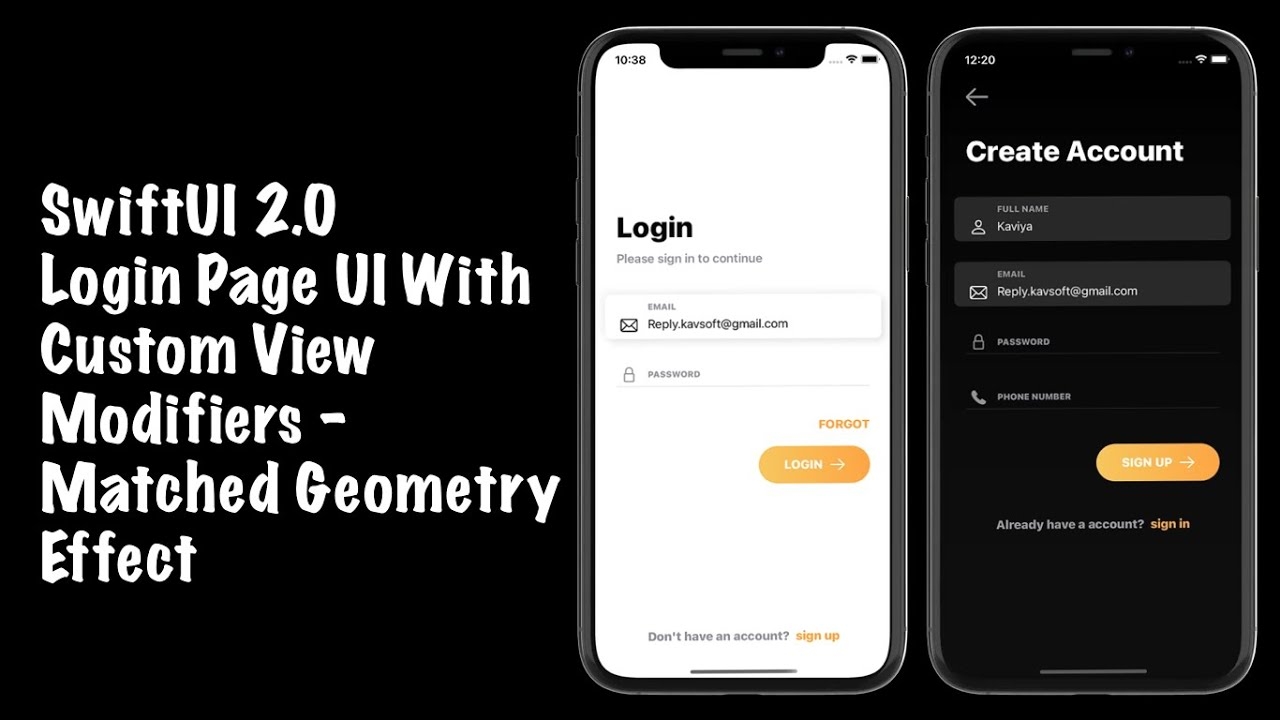 SwiftUI 2.0
Login Page UI With
Custom View
Modifiers -
Matched Geometry
Effect
10:38
Login
Please sign in to continue
EMAIL
Reply.kavsoft@gmail.com
PASSWORD
FORGOT
LOGIN
Don't have an account? sign up
12:20
Create Account
FULL NAME
Kaviya
EMAIL
Reply.kavsoft@gmail.com
PASSWORD
PHONE NUMBER
SIGN UP
Already have a account? sign in